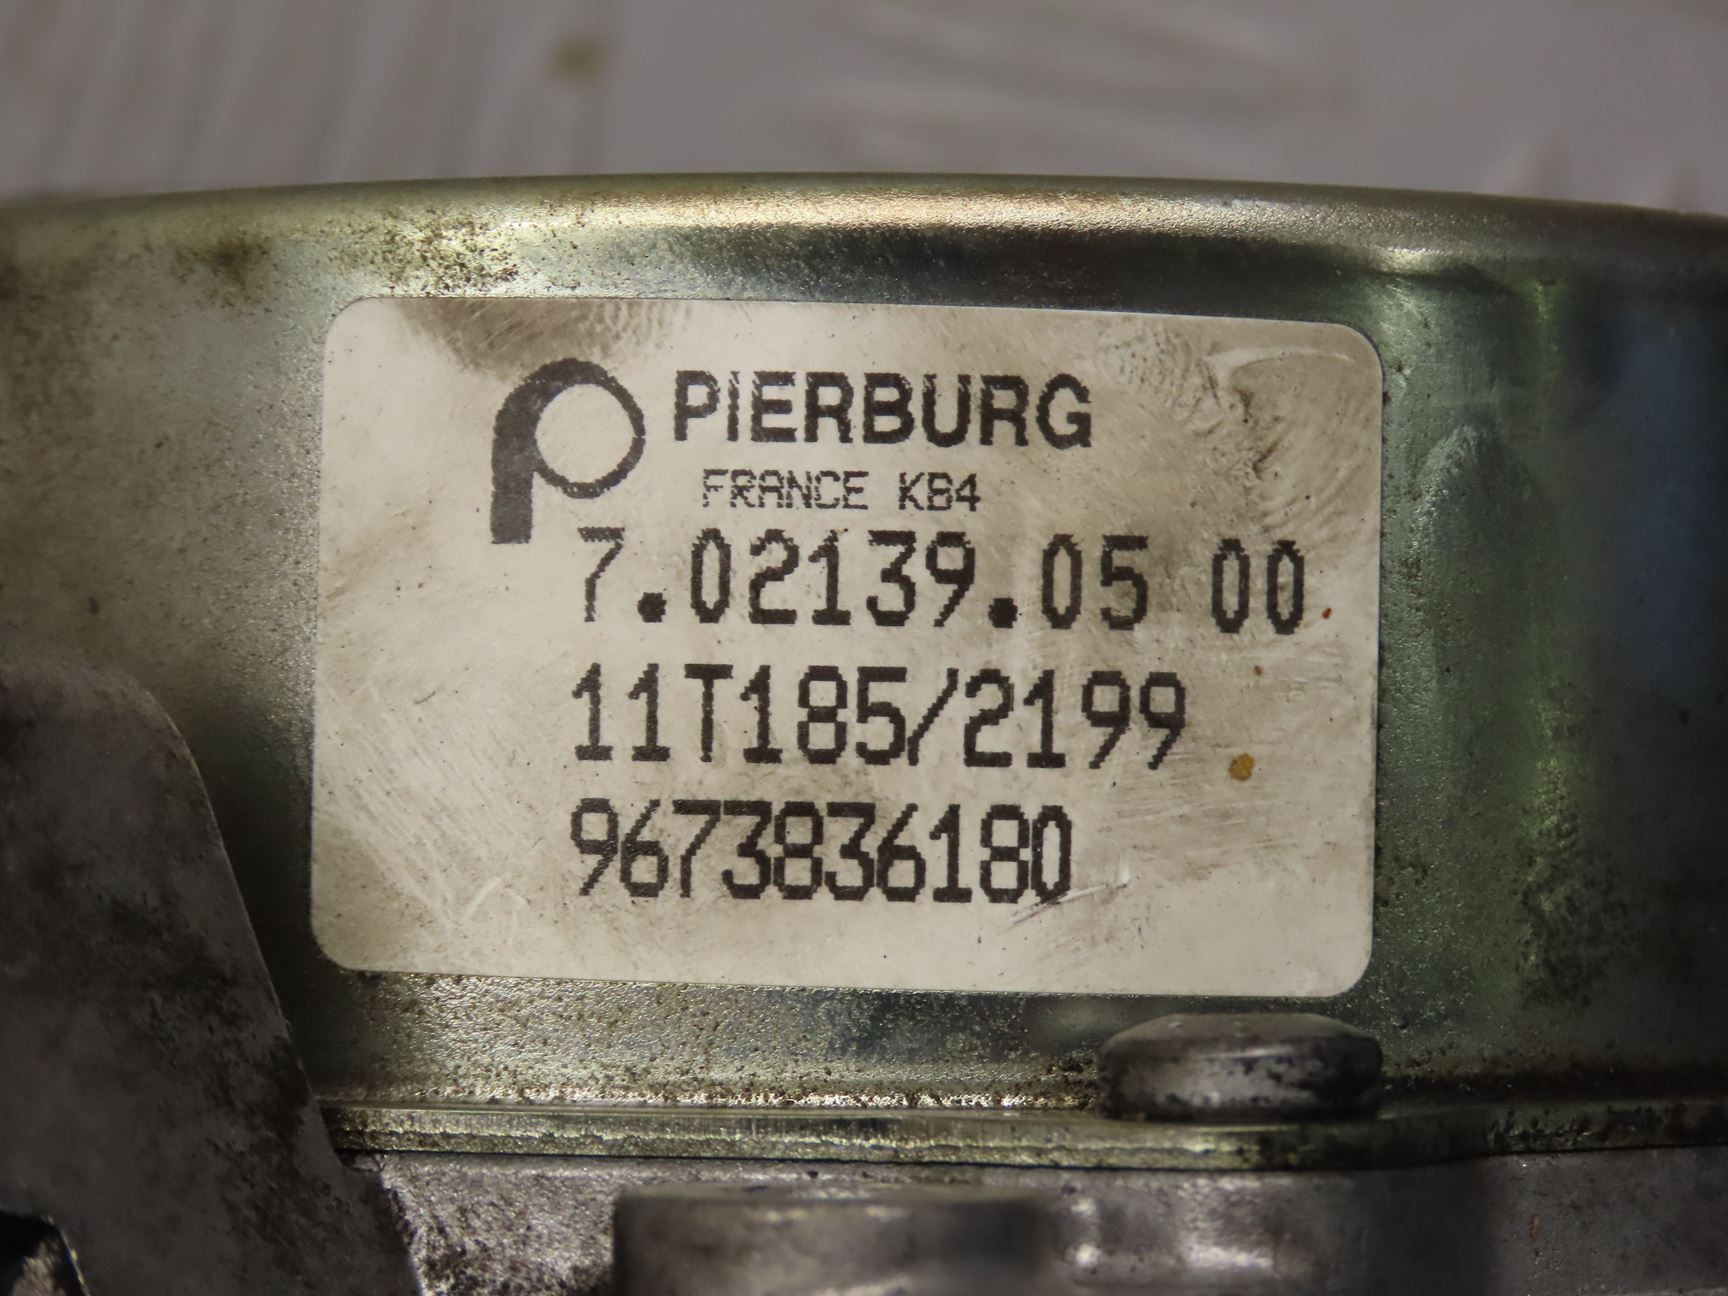 PIERBURG
FRANCE KB4
7.02139.05 00
11T185/2199
9673836180